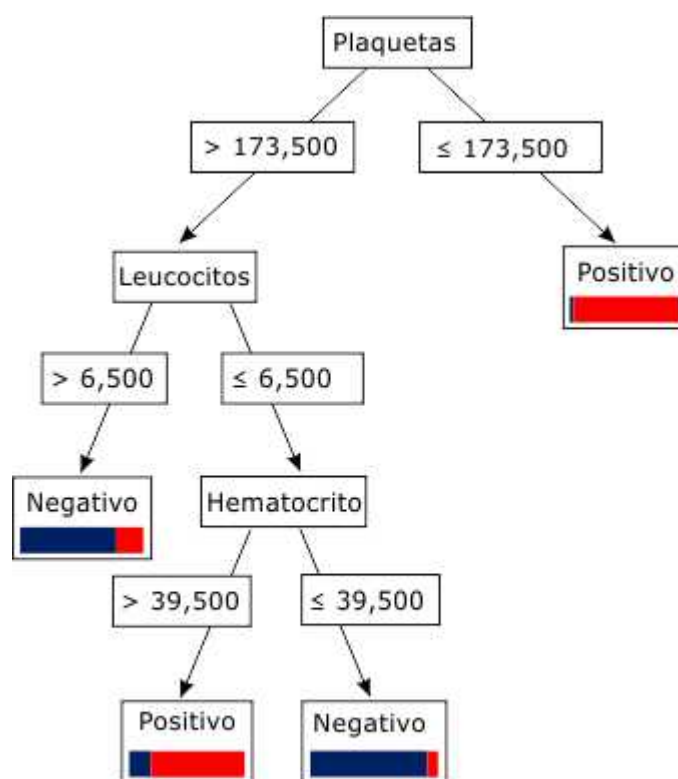 Plaquetas
> 173,500
≤ 173,500
Leucocitos
Positivo
> 6,500
≤ 6,500
Negativo
Hematocrito
> 39,500
≤ 39,500
Positivo
Negativo